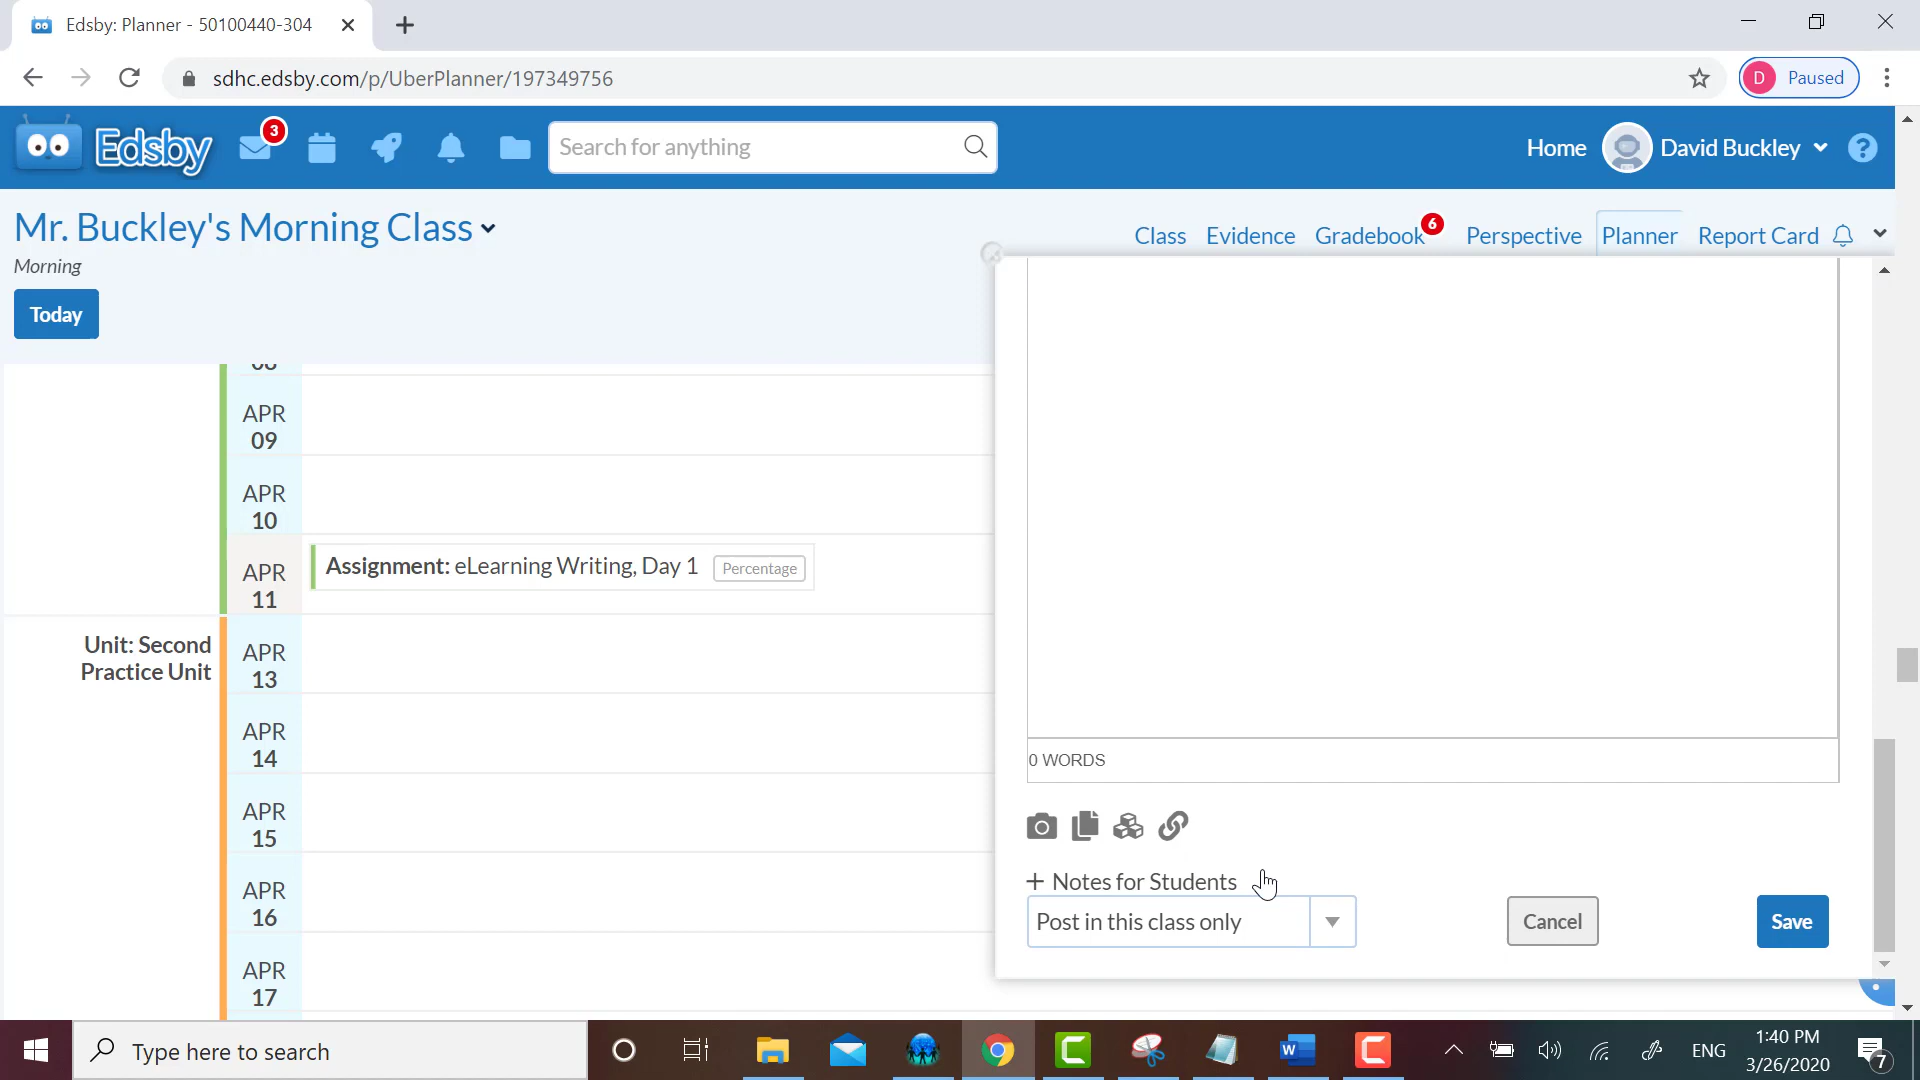 Edsby: Planner - 50100440-304
sdhc.edsby.com/p/UberPlanner/197349756
D Paused
Edsby
3
Search for anything
Home
David Buckley
?
Mr. Buckley's Morning Class
Morning
Class
Evidence
Gradebook
6
Perspective
Planner
Report Card
Today
08
APR
09
APR
10
APR
11
Assignment: eLearning Writing, Day 1
Percentage
Unit: Second
Practice Unit
APR
13
APR
14
APR
15
APR
16
APR
17
0 WORDS
+ Notes for Students
Post in this class only
Cancel
Save
Type here to search
ENG
1:40 PM
3/26/2020
7